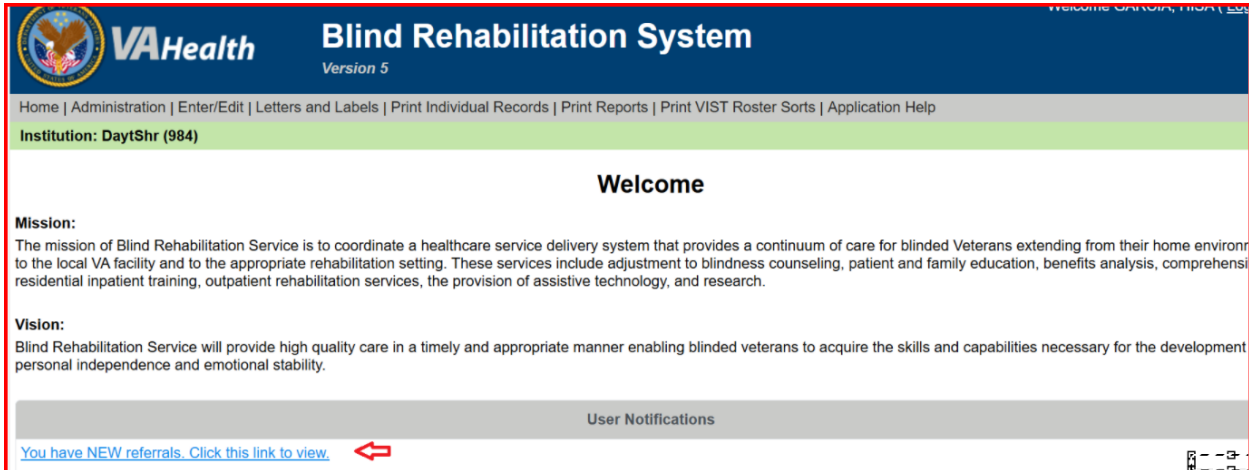 Welcome GARCIA, HISA (
VA Health
Blind Rehabilitation System
Version 5
Home | Administration | Enter/Edit | Letters and Labels | Print Individual Records | Print Reports | Print VIST Roster Sorts | Application Help
Institution: DaytShr (984)
Welcome
Mission:
The mission of Blind Rehabilitation Service is to coordinate a healthcare service delivery system that provides a continuum of care for blinded Veterans extending from their home
to the local VA facility and to the appropriate rehabilitation setting. These services include adjustment to blindness counseling, patient and family education, benefits analysis,
residential inpatient training, outpatient rehabilitation services, the provision of assistive technology, and research.
Vision:
Blind Rehabilitation Service will provide high quality care in a timely and appropriate manner enabling blinded veterans to acquire the skills and capabilities necessary for the development
personal independence and emotional stability.
User Notifications
You have NEW referrals. Click this link to view.